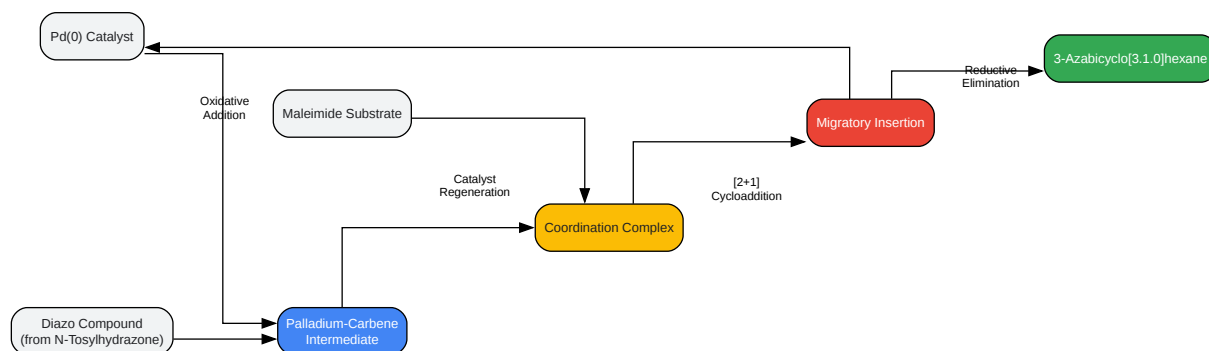 Pd(0) Catalyst
3-Azabicyclo[3.1.0]hexane
Reductive
Elimination
Oxidative
Addition
Maleimide Substrate
Migratory Insertion
Catalyst
Regeneration
[2+1]
Cycloaddition
Coordination Complex
Diazo Compound
(from N-Tosylhydrazone)
Palladium-Carbene
Intermediate